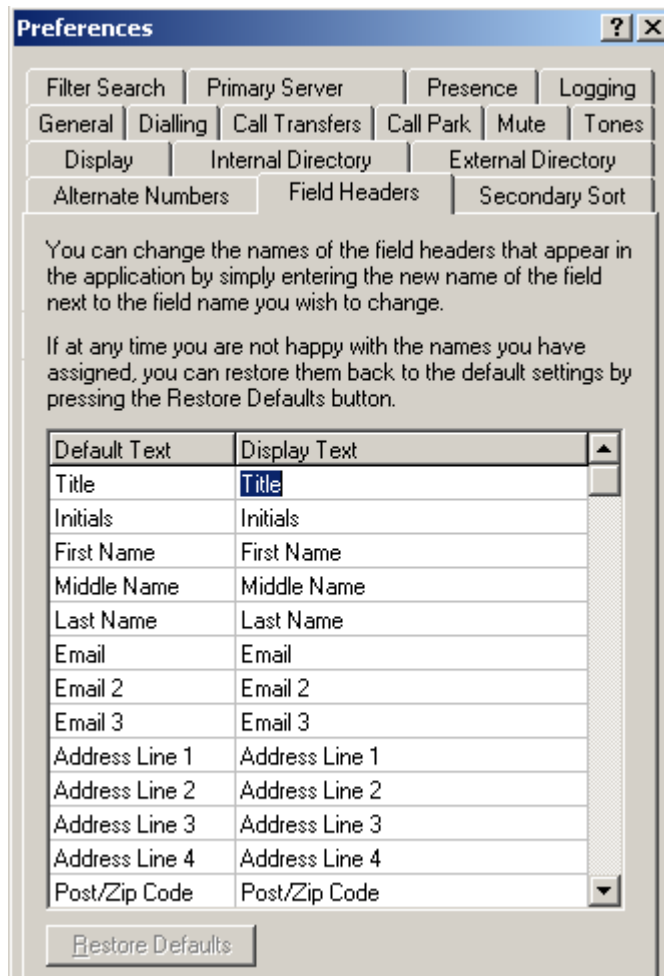 Preferences
Filter Search Primary Server Presence Logging
General Dialling Call Transfers Call Park Mute Tones
Display Internal Directory External Directory
Alternate Numbers Field Headers Secondary Sort
You can change the names of the field headers that appear in
the application by simply entering the new name of the field
next to the field name you wish to change.
If at any time you are not happy with the names you have
assigned, you can restore them back to the default settings by
pressing the Restore Defaults button.
Default Text Display Text
Title Title
Initials Initials
First Name First Name
Middle Name Middle Name
Last Name Last Name
Email Email
Email 2 Email 2
Email 3 Email 3
Address Line 1 Address Line 1
Address Line 2 Address Line 2
Address Line 3 Address Line 3
Address Line 4 Address Line 4
Post/Zip Code Post/Zip Code
Restore Defaults